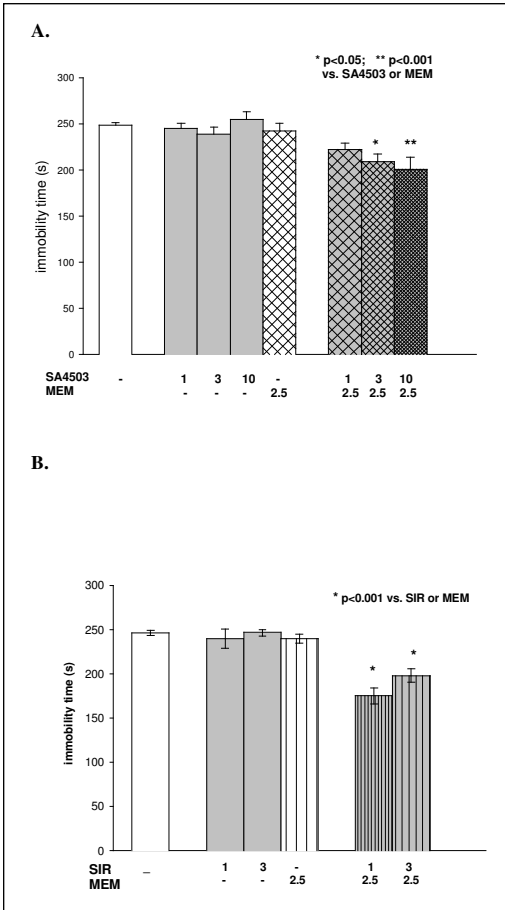 A.
* p<0.05;   ** p<0.001
vs. SA4503 or MEM
immobility time (s)
300
250
200
150
200
100
50
0
*
**
SA4503 - 1 3 10 - 1 3 10
MEM - - - 2.5 2.5 2.5 2.5
B.
* p<0.001 vs. SIR or MEM
immobility time (s)
300
250
200
150
100
50
0
*
*
SIR _ 1 3 - 1 3
MEM - - 2.5 2.5 2.5